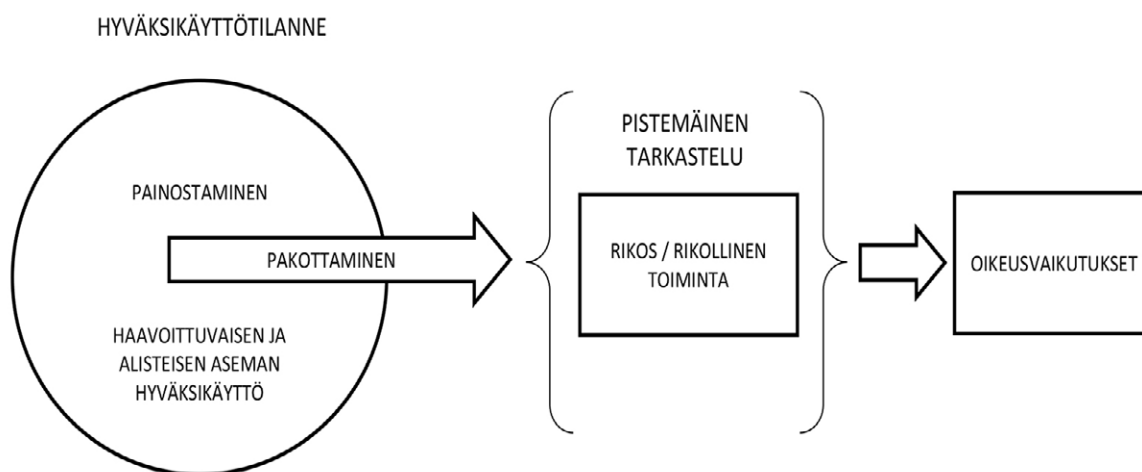 HYVÄKSIKÄYTTÖTILANNE
PAINOSTAMINEN
PAKOTTAMINEN
HAAVOITTUVAISEN JA
ALISTEISEN ASEMAN
HYVÄKSIKÄYTTÖ
PISTEMÄINEN
TARKASTELU
RIKOS / RIKOLLINEN
TOIMINTA
OIKEUSVAIKUTUKSET